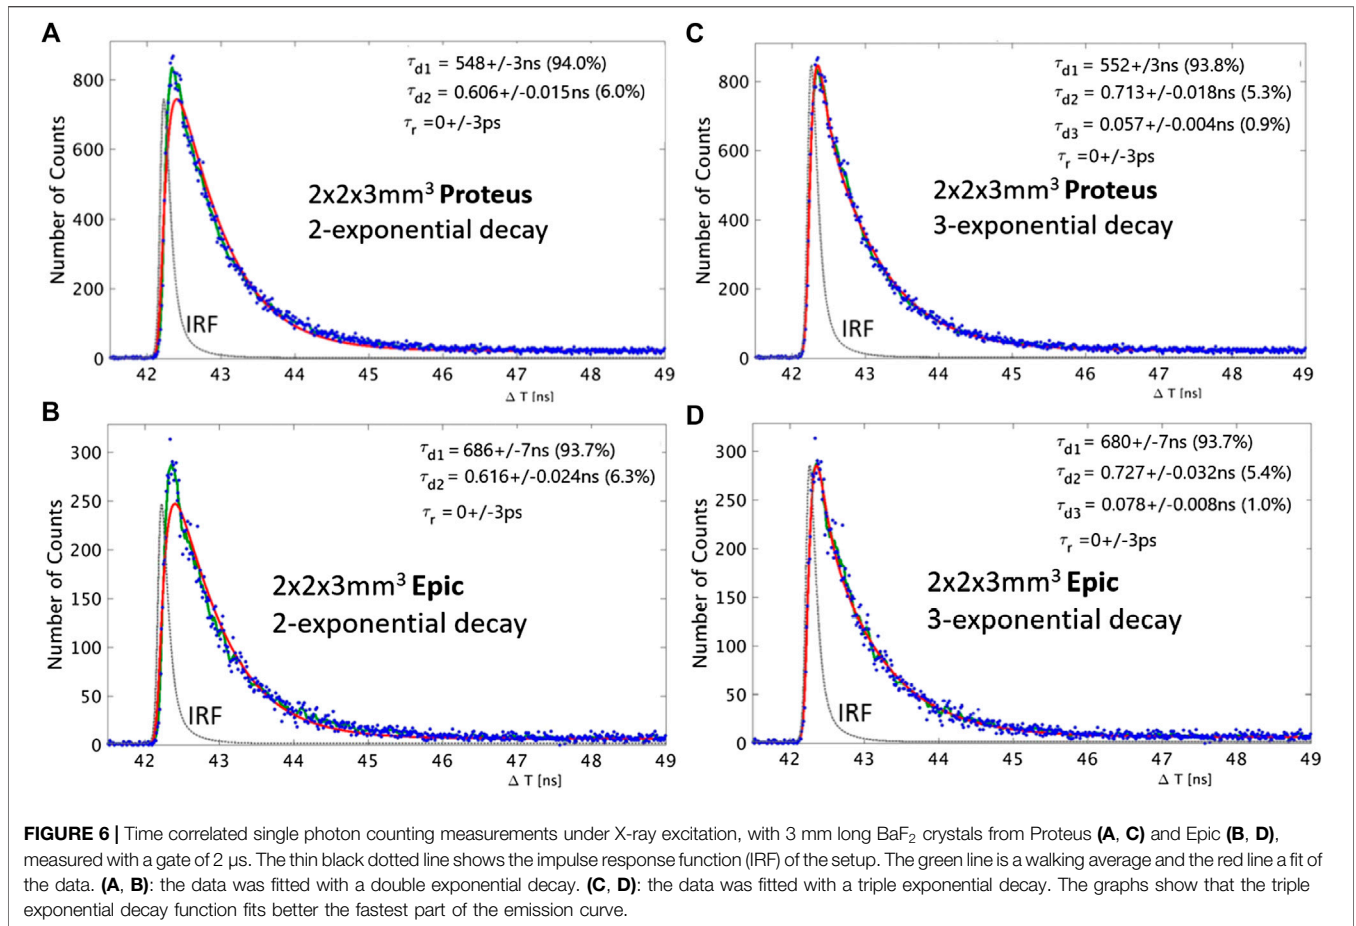 A
τd1 = 548+/-3ns (94.0%)
τd2 = 0.606+/-0.015ns (6.0%)
τr =0+/-3ps
2x2x3mm³ Proteus
2-exponential decay
IRF
Number of Counts
800
600
400
200
0
42 43 44 45 46 47 48 49
Δ T [ns]
C
τd1 = 552+/3ns (93.8%)
τd2 = 0.713+/-0.018ns (5.3%)
τd3 = 0.057+/-0.004ns (0.9%)
τr =0+/-3ps
2x2x3mm³ Proteus
3-exponential decay
IRF
Number of Counts
800
600
400
200
0
42 43 44 45 46 47 48 49
Δ T [ns]
B
τd1 = 686+/-7ns (93.7%)
τd2 = 0.616+/-0.024ns (6.3%)
τr = 0+/-3ps
2x2x3mm³ Epic
2-exponential decay
IRF
Number of Counts
300
250
200
150
100
50
0
42 43 44 45 46 47 48 49
Δ T [ns]
D
τd1 = 680+/-7ns (93.7%)
τd2 = 0.727+/-0.032ns (5.4%)
τd3 = 0.078+/-0.008ns (1.0%)
τr =0+/-3ps
2x2x3mm³ Epic
3-exponential decay
IRF
Number of Counts
300
250
200
150
100
50
0
42 43 44 45 46 47 48 49
Δ T [ns]
FIGURE 6 | Time correlated single photon counting measurements under X-ray excitation, with 3 mm long BaF₂ crystals from Proteus (A, C) and Epic (B, D),
measured with a gate of 2 µs. The thin black dotted line shows the impulse response function (IRF) of the setup. The green line is a walking average and the red line a fit of
the data. (A, B): the data was fitted with a double exponential decay. (C, D): the data was fitted with a triple exponential decay. The graphs show that the triple
exponential decay function fits better the fastest part of the emission curve.